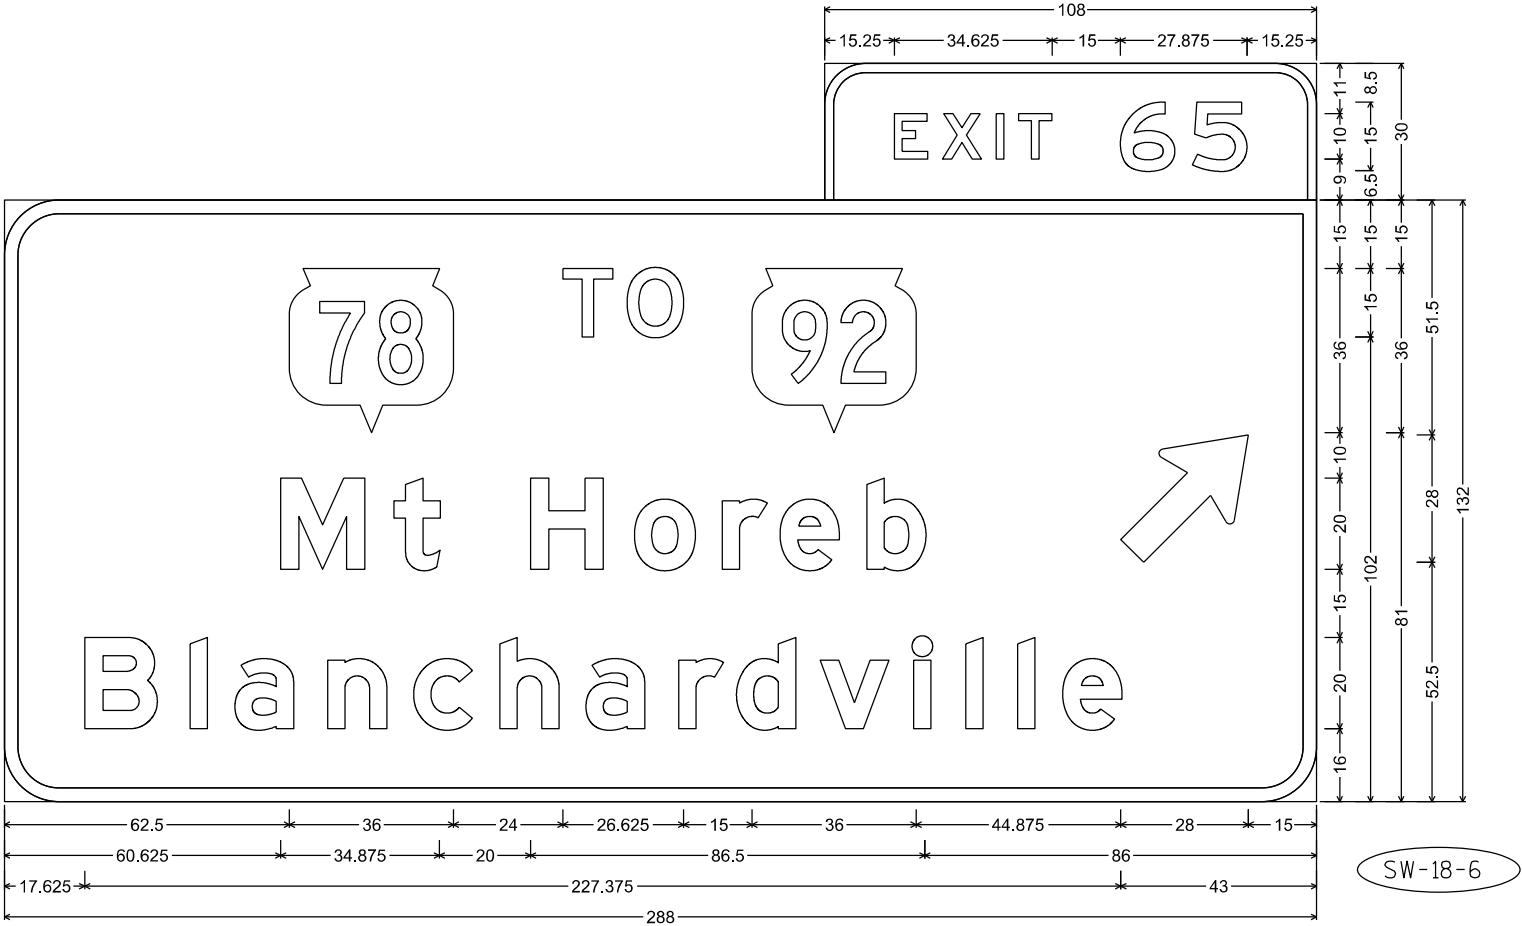 108
15.25 34.625 15 27.875 15.25
EXIT 65
11 10 9
8.5 15 6.5
30
78 TO 92
Mt Horeb
Blanchardville
15 36 10 20 15 20 16
15 15 102
15 36 81
51.5 28 52.5
132
62.5 36 24 26.625 15 36 44.875 28 15
60.625 34.875 20 86.5 86
17.625 227.375 43
288
SW-18-6